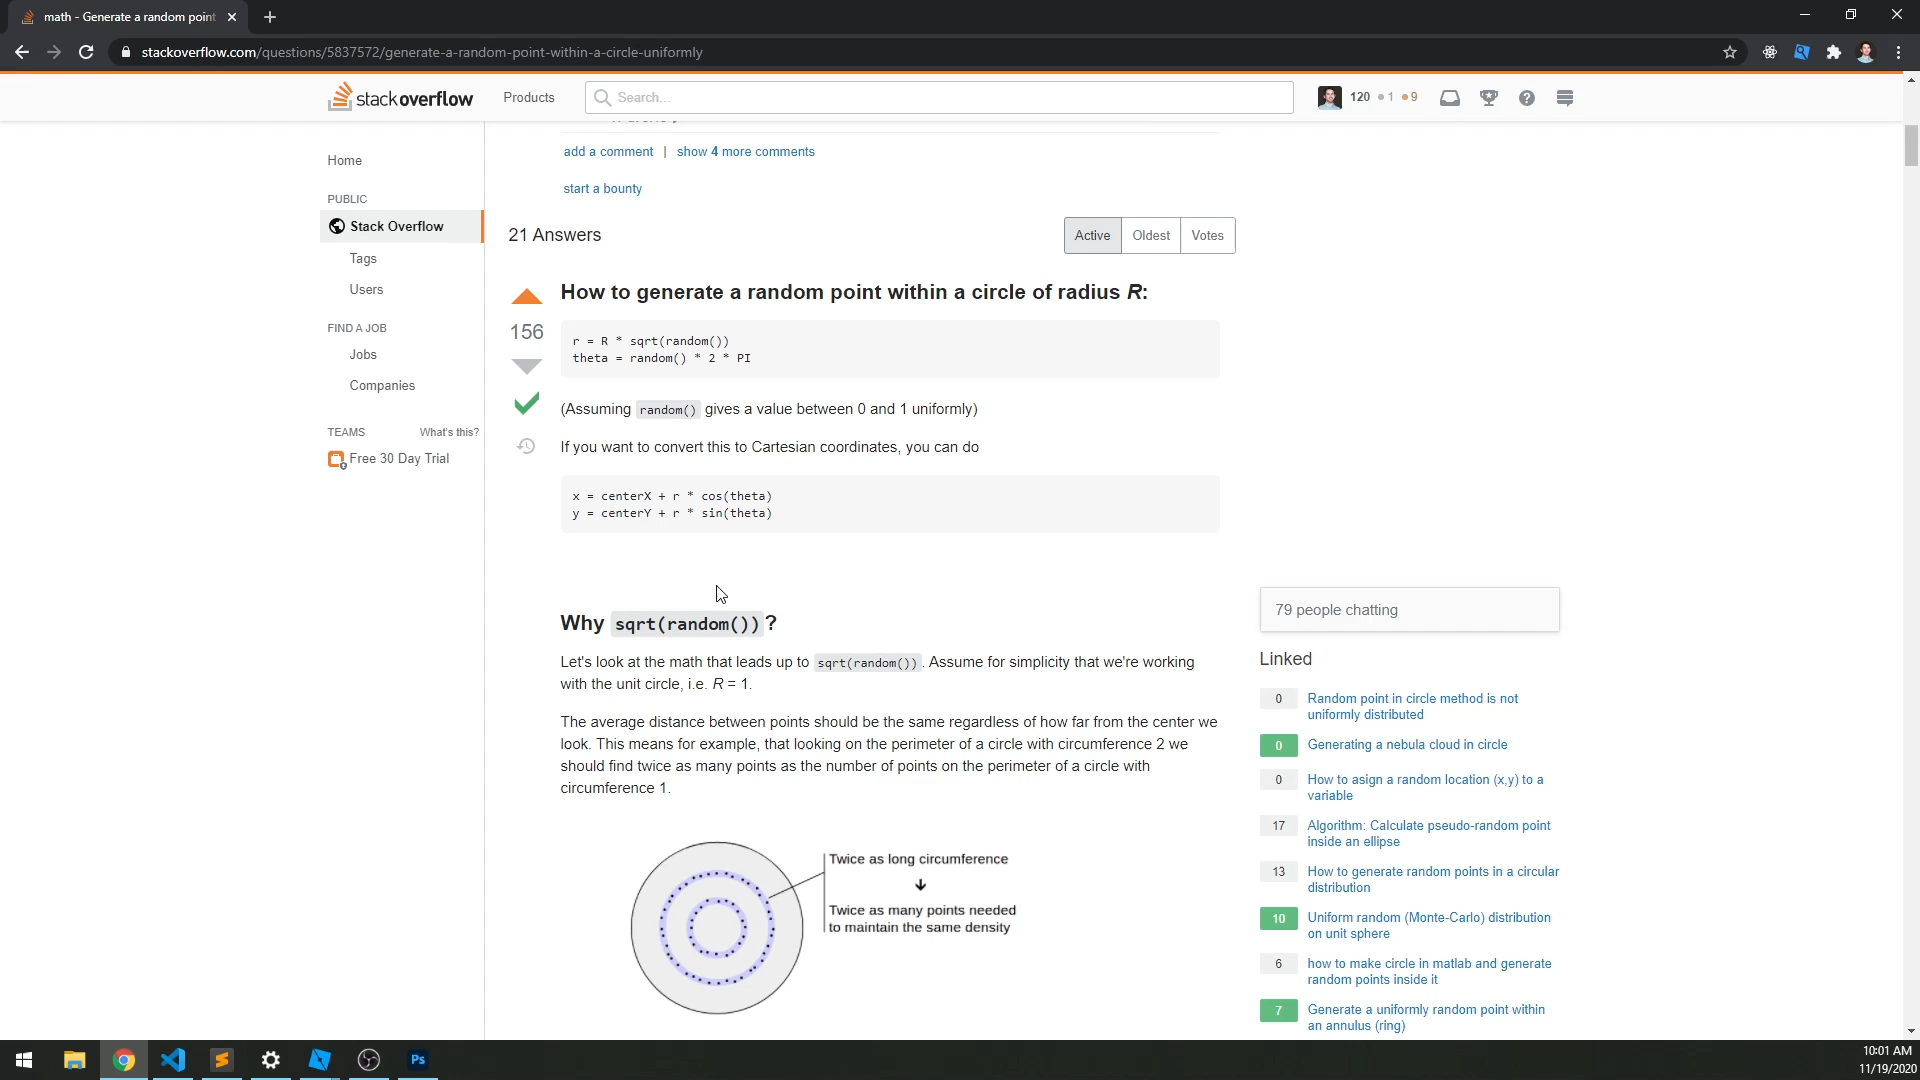 math - Generate a random point
stackoverflow.com/questions/5837572/generate-a-random-point-within-a-circle-uniformly
stackoverflow
Products
Search...
120
1
9
Home
PUBLIC
Stack Overflow
Tags
Users
FIND A JOB
Jobs
Companies
TEAMS
What's this?
Free 30 Day Trial
add a comment | show 4 more comments
start a bounty
21 Answers
Active
Oldest
Votes
How to generate a random point within a circle of radius R:
156
r = R * sqrt(random())
theta = random() * 2 * PI
(Assuming random() gives a value between 0 and 1 uniformly)
If you want to convert this to Cartesian coordinates, you can do
x = centerX + r * cos(theta)
y = centerY + r * sin(theta)
Why sqrt(random())?
Let's look at the math that leads up to sqrt(random()). Assume for simplicity that we're working
with the unit circle, i.e. R = 1.
The average distance between points should be the same regardless of how far from the center we
look. This means for example, that looking on the perimeter of a circle with circumference 2 we
should find twice as many points as the number of points on the perimeter of a circle with
circumference 1.
Twice as long circumference
Twice as many points needed
to maintain the same density
79 people chatting
Linked
0 Random point in circle method is not
uniformly distributed
0 Generating a nebula cloud in circle
0 How to asign a random location (x,y) to a
variable
17 Algorithm: Calculate pseudo-random point
inside an ellipse
13 How to generate random points in a circular
distribution
10 Uniform random (Monte-Carlo) distribution
on unit sphere
6 how to make circle in matlab and generate
random points inside it
7 Generate a uniformly random point within
an annulus (ring)
Ps
10:01 AM
11/19/2020